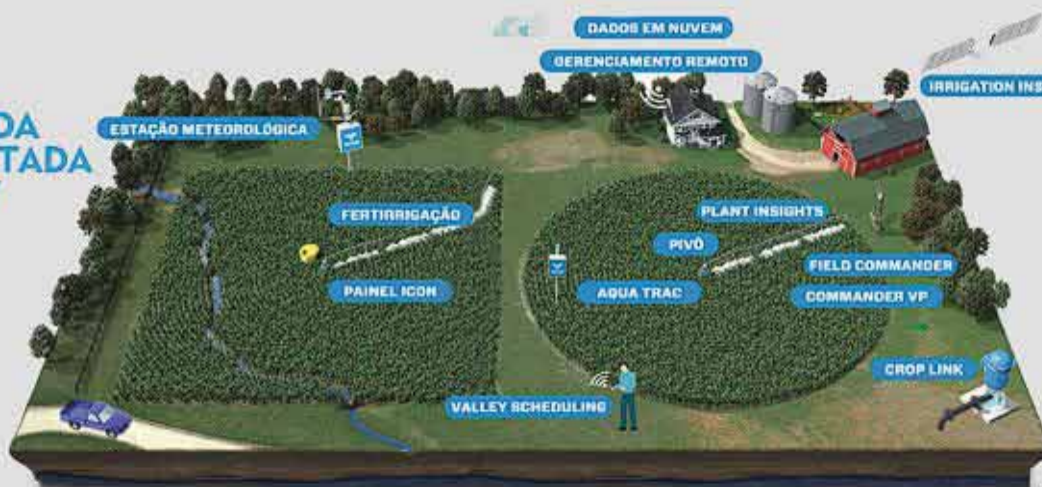 DADOS EM NUVEM
GERENCIAMENTO REMOTO
IRRIGATION INS
DA
TADA
ESTAÇÃO METEOROLÓGICA
FERTIRRIGAÇÃO
PLANT INSIGHTS
PIVÔ
FIELD COMMANDER
PAINEL ICON
AQUA TRAC
COMMANDER VP
CROP LINK
VALLEY SCHEDULING